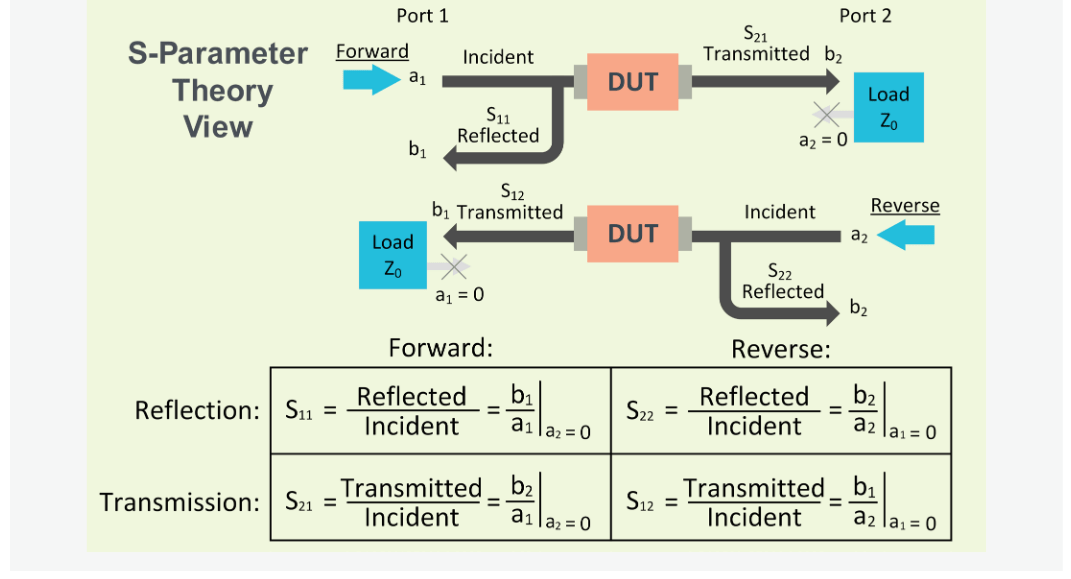 Port 1
Port 2
S-Parameter
Theory
View
Forward
a₁
Incident
DUT
S₂₁
Transmitted
b₂
S₁₁
Reflected
b₁
Load
Z₀
a₂ = 0
S₁₂
b₁ Transmitted
DUT
Incident
Reverse
a₂
Load
Z₀
a₁ = 0
S₂₂
Reflected
b₂
Forward:
Reverse:
Reflection:
S₁₁ = Reflected / Incident = b₁ / a₁ | a₂ = 0
S₂₂ = Reflected / Incident = b₂ / a₂ | a₁ = 0
Transmission:
S₂₁ = Transmitted / Incident = b₂ / a₁ | a₂ = 0
S₁₂ = Transmitted / Incident = b₁ / a₂ | a₁ = 0